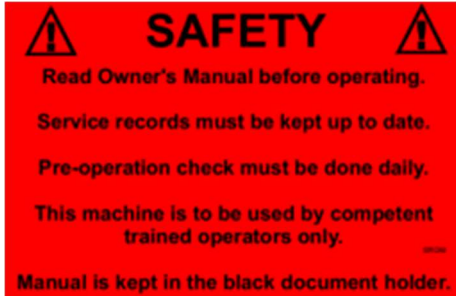 SAFETY
Read Owner's Manual before operating.
Service records must be kept up to date.
Pre-operation check must be done daily.
This machine is to be used by competent
trained operators only.
Manual is kept in the black document holder.